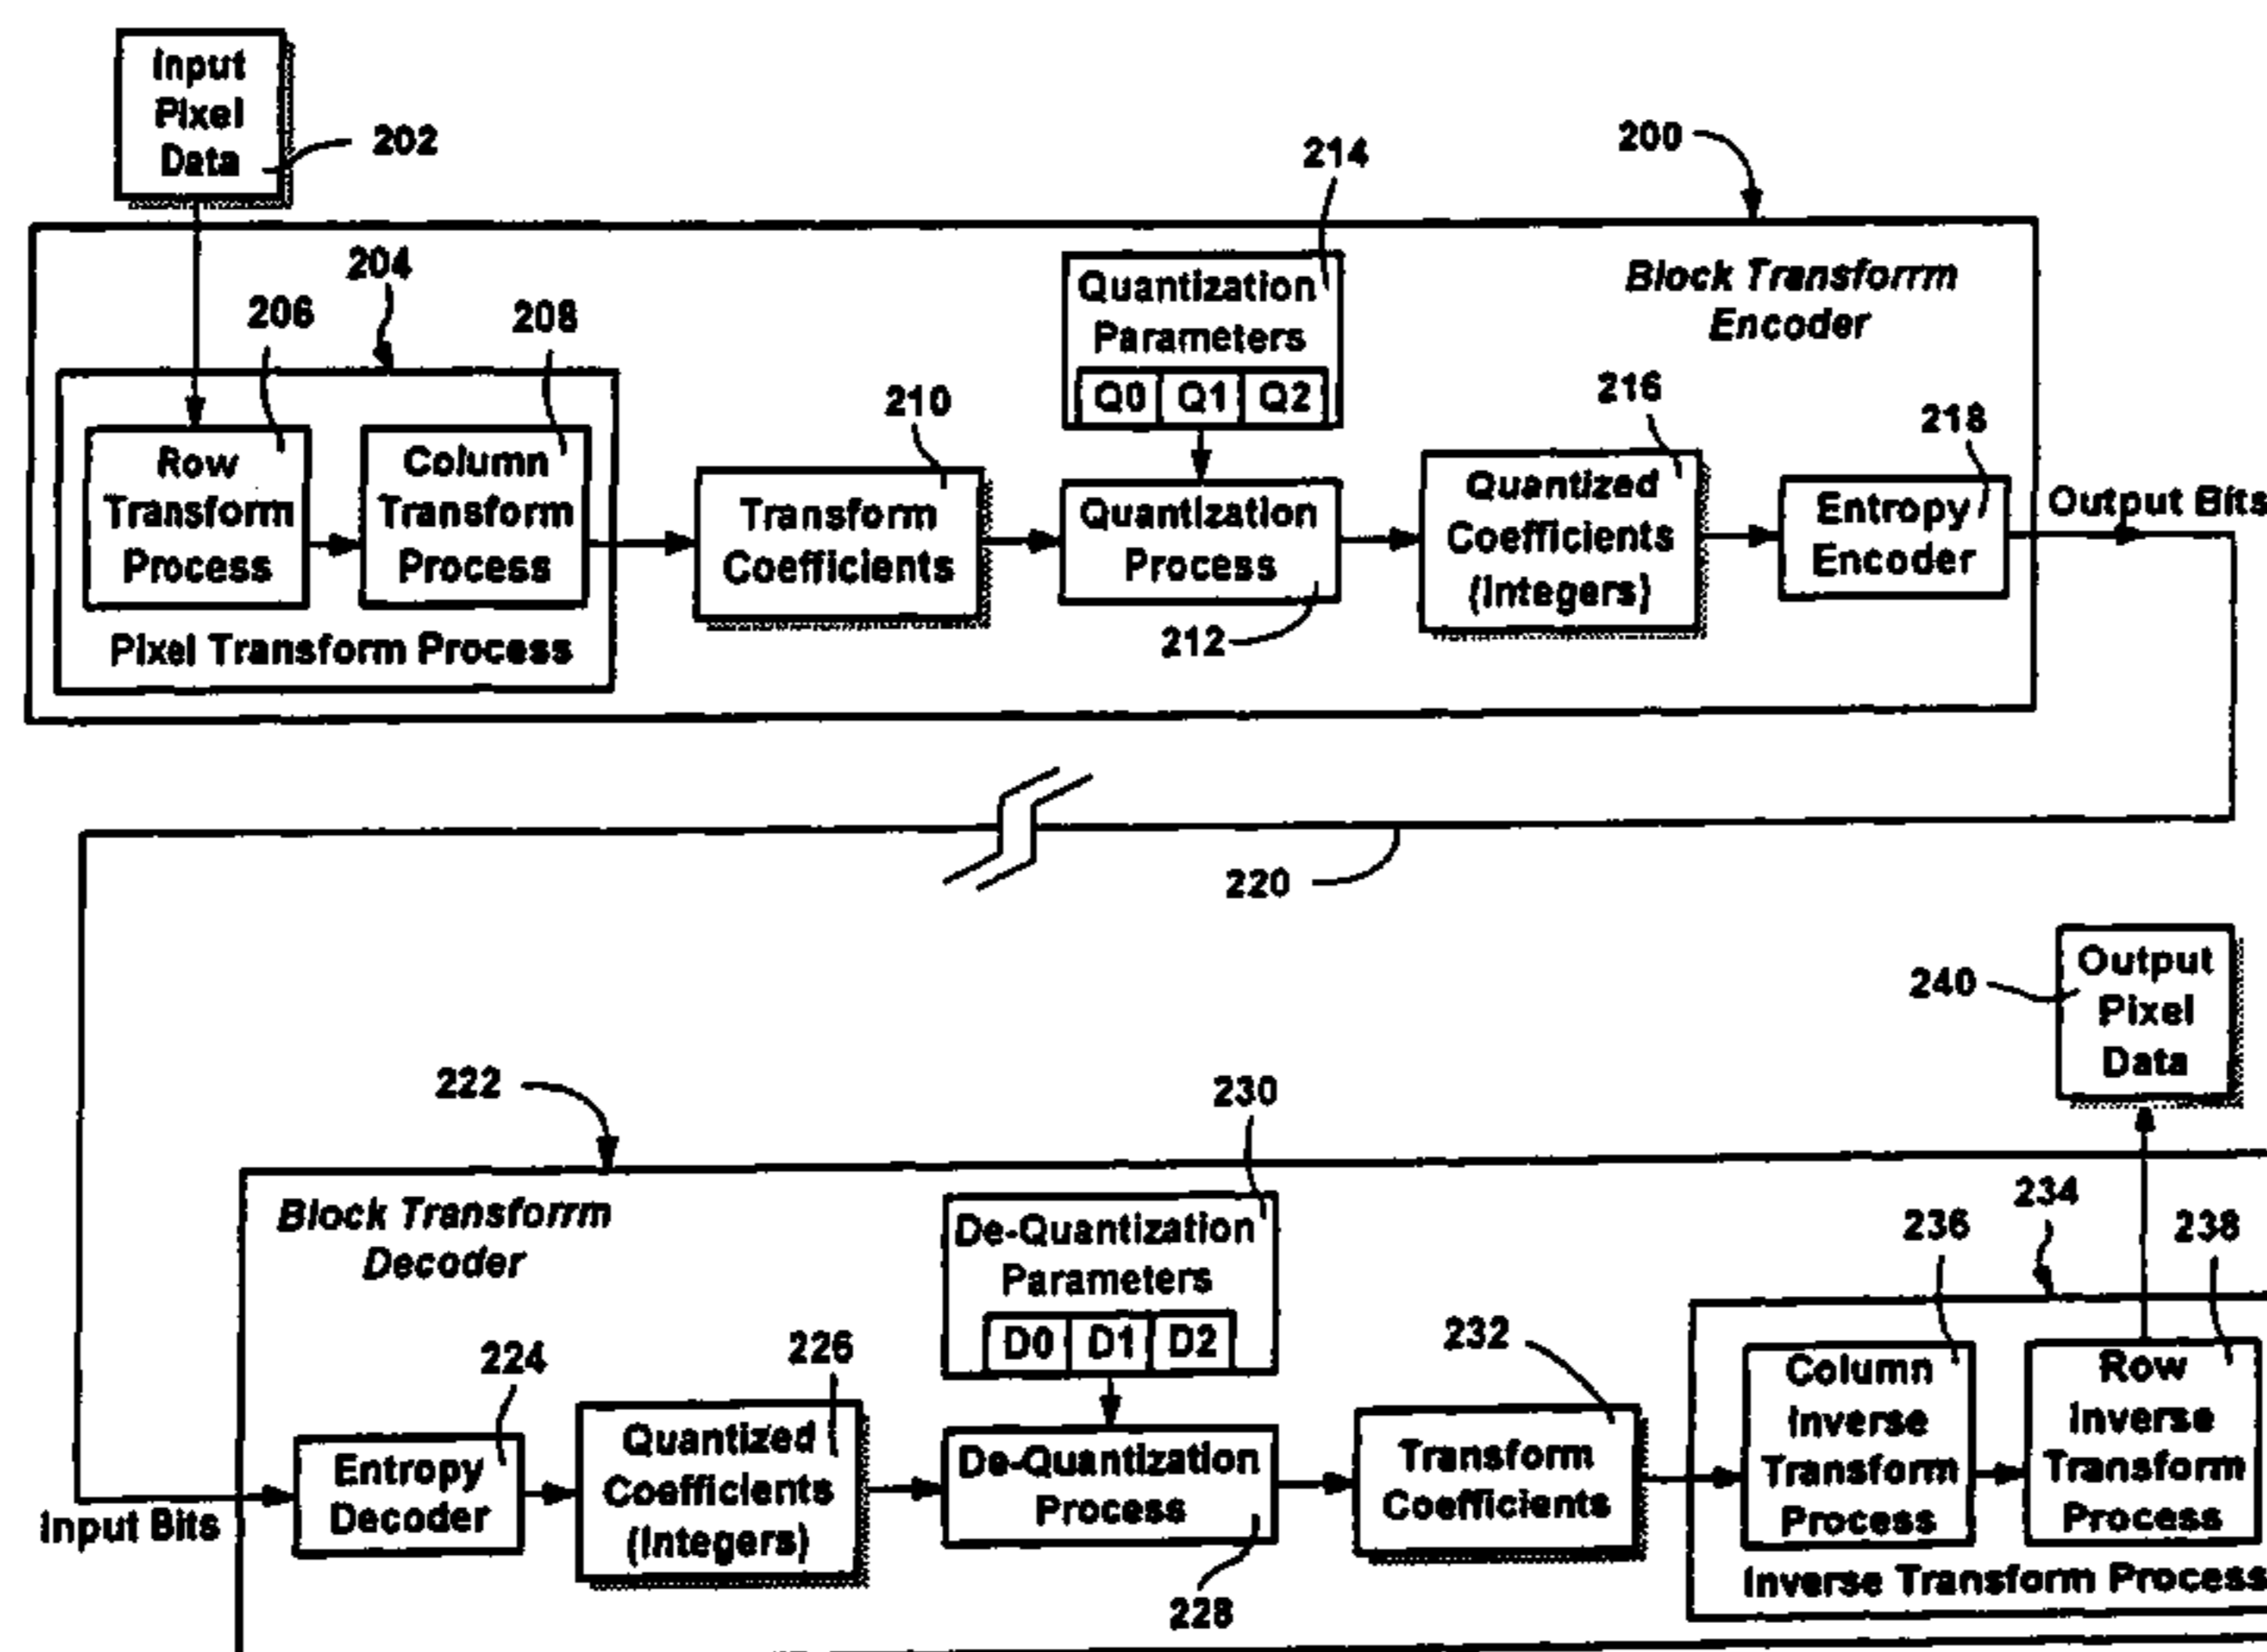 Input
Pixel
Data
202
200
214
204
206
208
Block Transforrm
Encoder
Quantization
Parameters
Q0 Q1 Q2
210
216
218
Row
Transform
Process
Column
Transform
Process
Pixel Transform Process
Transform
Coefficients
Quantization
Process
212
Quantized
Coefficients
(Integers)
Entropy
Encoder
Output Bits
220
240
Output
Pixel
Data
222
230
Block Transforrm
Decoder
De-Quantization
Parameters
D0 D1 D2
234
236
238
224
226
232
Input Bits
Entropy
Decoder
Quantized
Coefficients
(Integers)
De-Quantization
Process
228
Transform
Coefficients
Column
Inverse
Transform
Process
Row
Inverse
Transform
Process
Inverse Transform Process